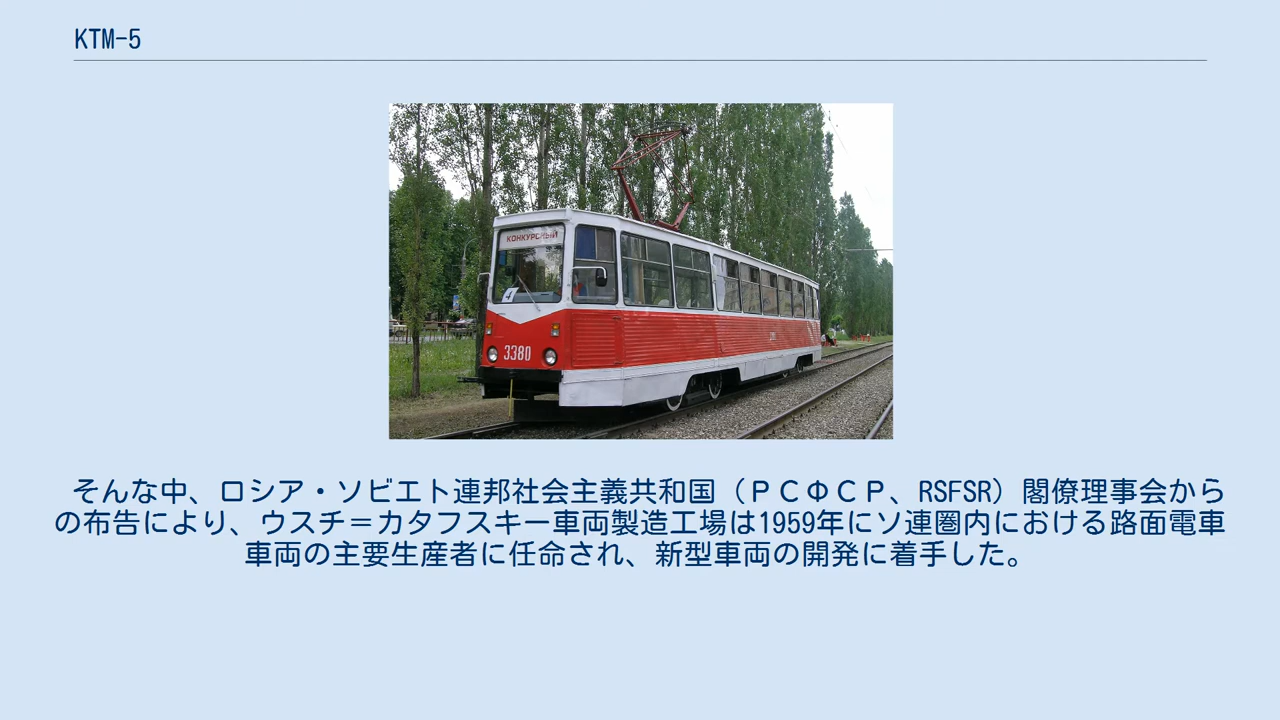 KTM-5
КОНКУРСНЫЙ
4
3380
そんな中、ロシア・ソビエト連邦社会主義共和国（ＰＣΦＣＰ、RSFSR）閣僚理事会から
の布告により、ウスチ＝カタフスキー車両製造工場は1959年にソ連圏内における路面電車
車両の主要生産者に任命され、新型車両の開発に着手した。